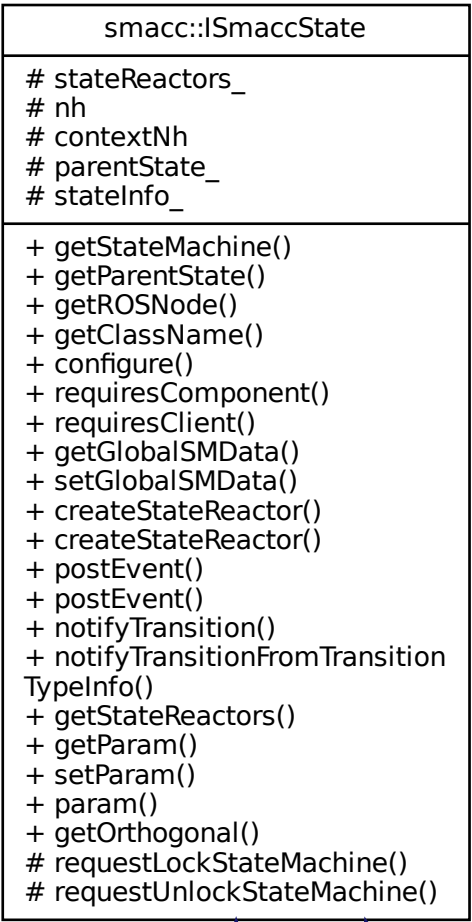 smacc::ISmaccState
# stateReactors_
# nh
# contextNh
# parentState_
# stateInfo_
+ getStateMachine()
+ getParentState()
+ getROSNode()
+ getClassName()
+ configure()
+ requiresComponent()
+ requiresClient()
+ getGlobalSMData()
+ setGlobalSMData()
+ createStateReactor()
+ createStateReactor()
+ postEvent()
+ postEvent()
+ notifyTransition()
+ notifyTransitionFromTransition
TypeInfo()
+ getStateReactors()
+ getParam()
+ setParam()
+ param()
+ getOrthogonal()
# requestLockStateMachine()
# requestUnlockStateMachine()